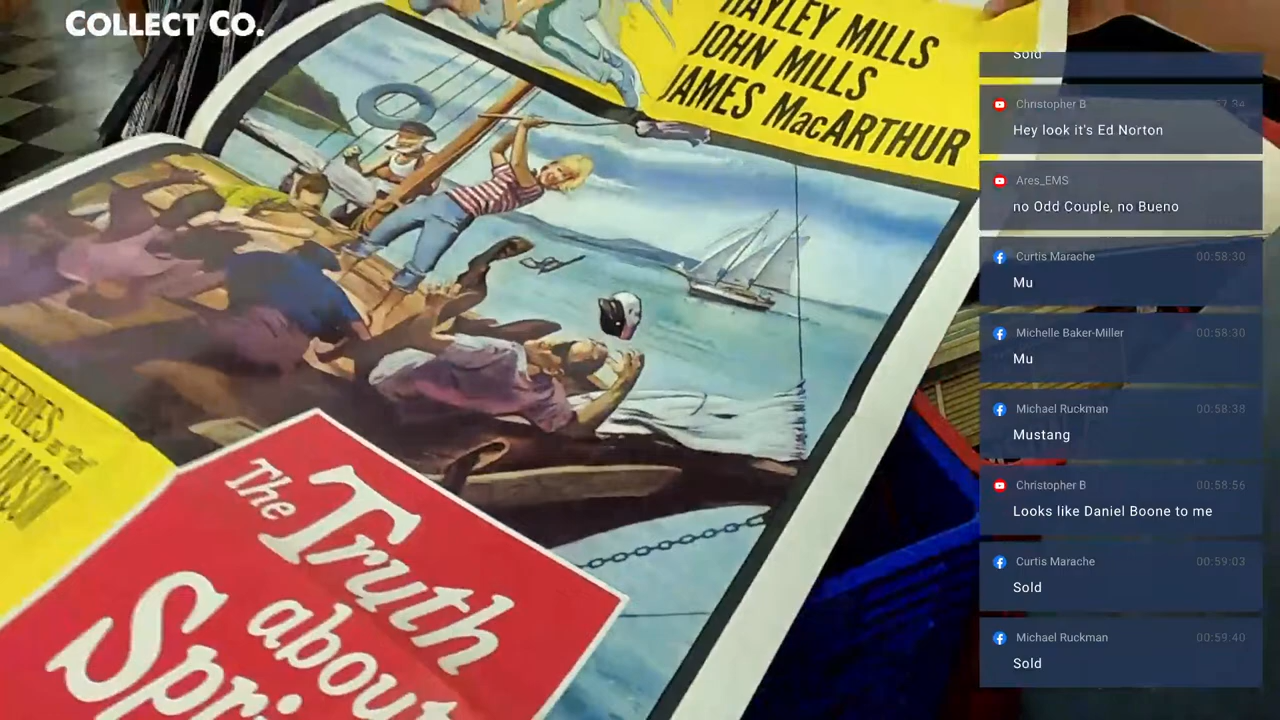 COLLECT CO.
HAYLEY MILLS
JOHN MILLS
JAMES MacARTHUR
The
Truth
about
Spri
Sold
Christopher B
Hey look it's Ed Norton
Ares_EMS
no Odd Couple, no Bueno
Curtis Marache 00:58:30
Mu
Michelle Baker-Miller 00:58:30
Mu
Michael Ruckman 00:58:38
Mustang
Christopher B 00:58:56
Looks like Daniel Boone to me
Curtis Marache 00:59:03
Sold
Michael Ruckman 00:59:40
Sold